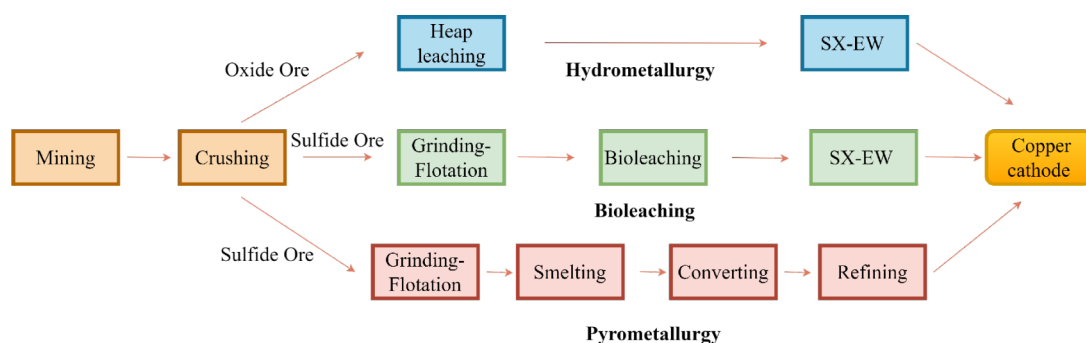 Heap
leaching
SX-EW
Oxide Ore
Hydrometallurgy
Mining
Crushing
Sulfide Ore
Grinding-
Flotation
Bioleaching
SX-EW
Copper
cathode
Bioleaching
Sulfide Ore
Grinding-
Flotation
Smelting
Converting
Refining
Pyrometallurgy